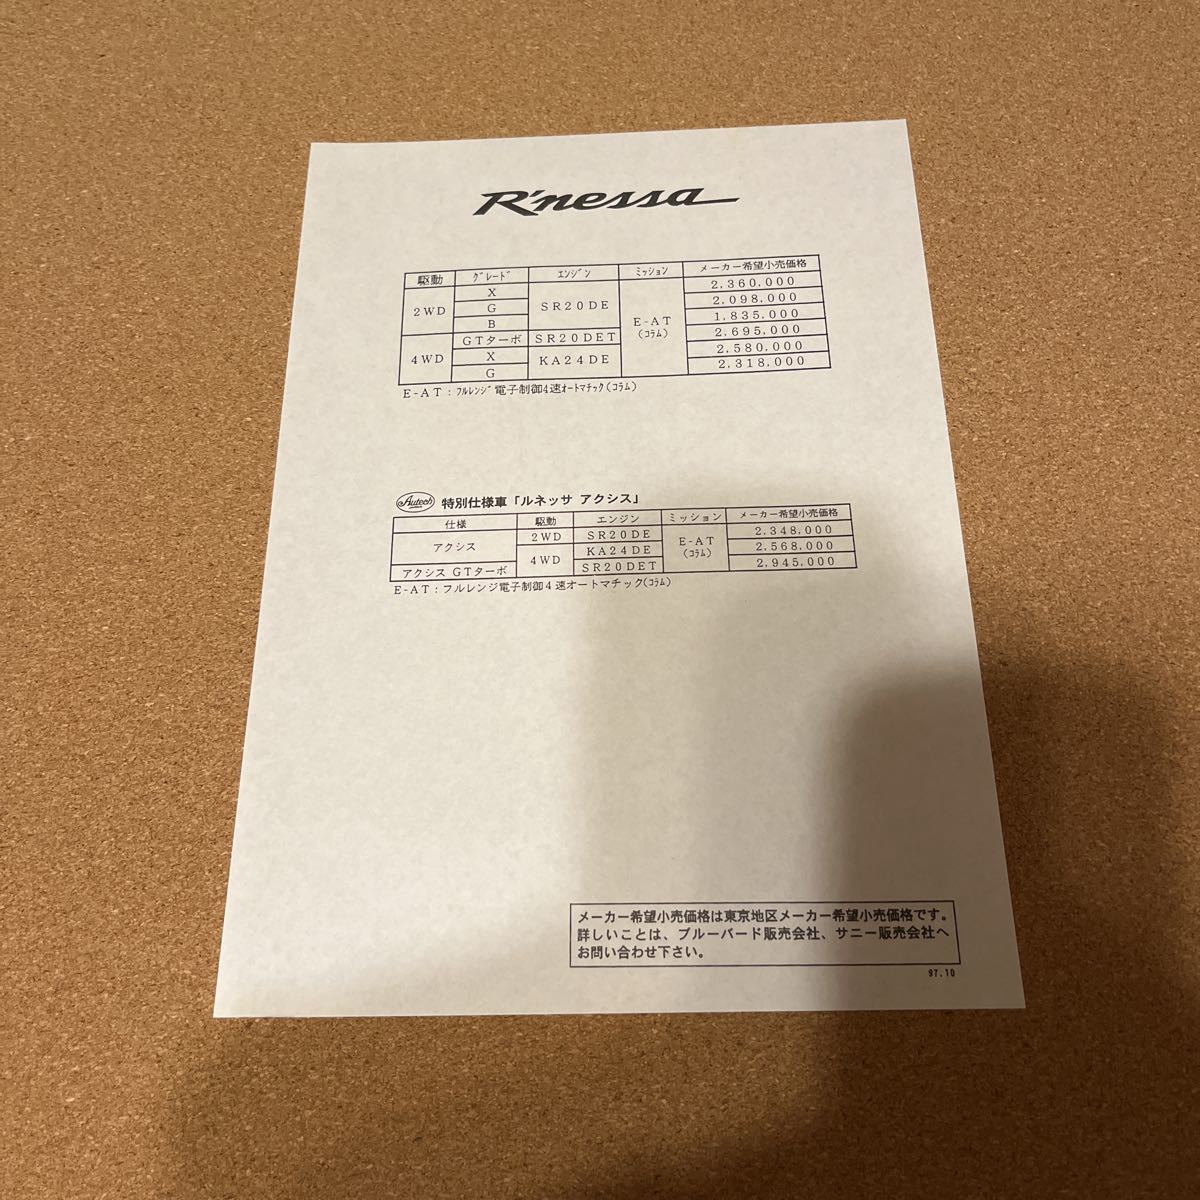 R'nessa
駆動 ｸﾞﾚｰﾄﾞ ｴﾝｼﾞﾝ ﾐｯｼｮﾝ メーカー希望小売価格
2WD X SR20DE E-AT (ｺﾗﾑ) 2,360,000
G 2,098,000
B 1,835,000
4WD GTターボ SR20DET 2,695,000
X KA24DE 2,580,000
G 2,318,000
E-AT：ﾌﾙﾚﾝｼﾞ電子制御4速ｵｰﾄﾏﾁｯｸ(ｺﾗﾑ)
Autech JAPAN 特別仕様車「ルネッサ アクシス」
仕様 駆動 エンジン ミッション メーカー希望小売価格
アクシス 2WD SR20DE E-AT (ｺﾗﾑ) 2,348,000
4WD KA24DE 2,568,000
アクシス GTターボ SR20DET 2,945,000
E-AT：フルレンジ電子制御4速オートマチック(ｺﾗﾑ)
メーカー希望小売価格は東京地区メーカー希望小売価格です。
詳しいことは、ブルーバード販売会社、サニー販売会社へ
お問い合わせ下さい。
97.10